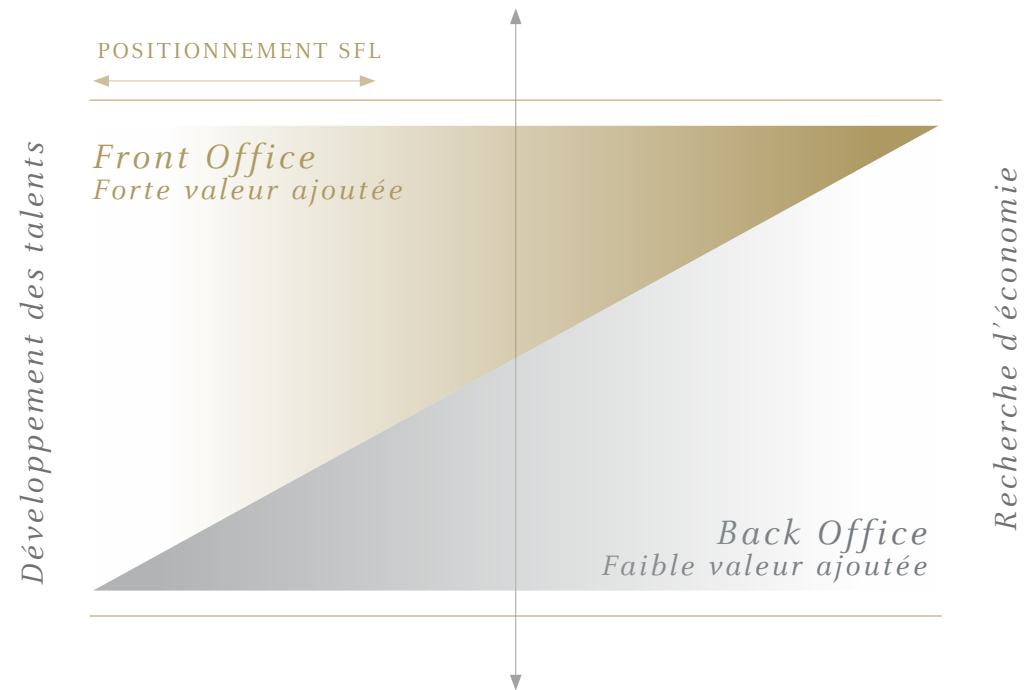 POSITIONNEMENT SFL
Front Office
Forte valeur ajoutée
Développement des talents
Recherche d'économie
Back Office
Faible valeur ajoutée